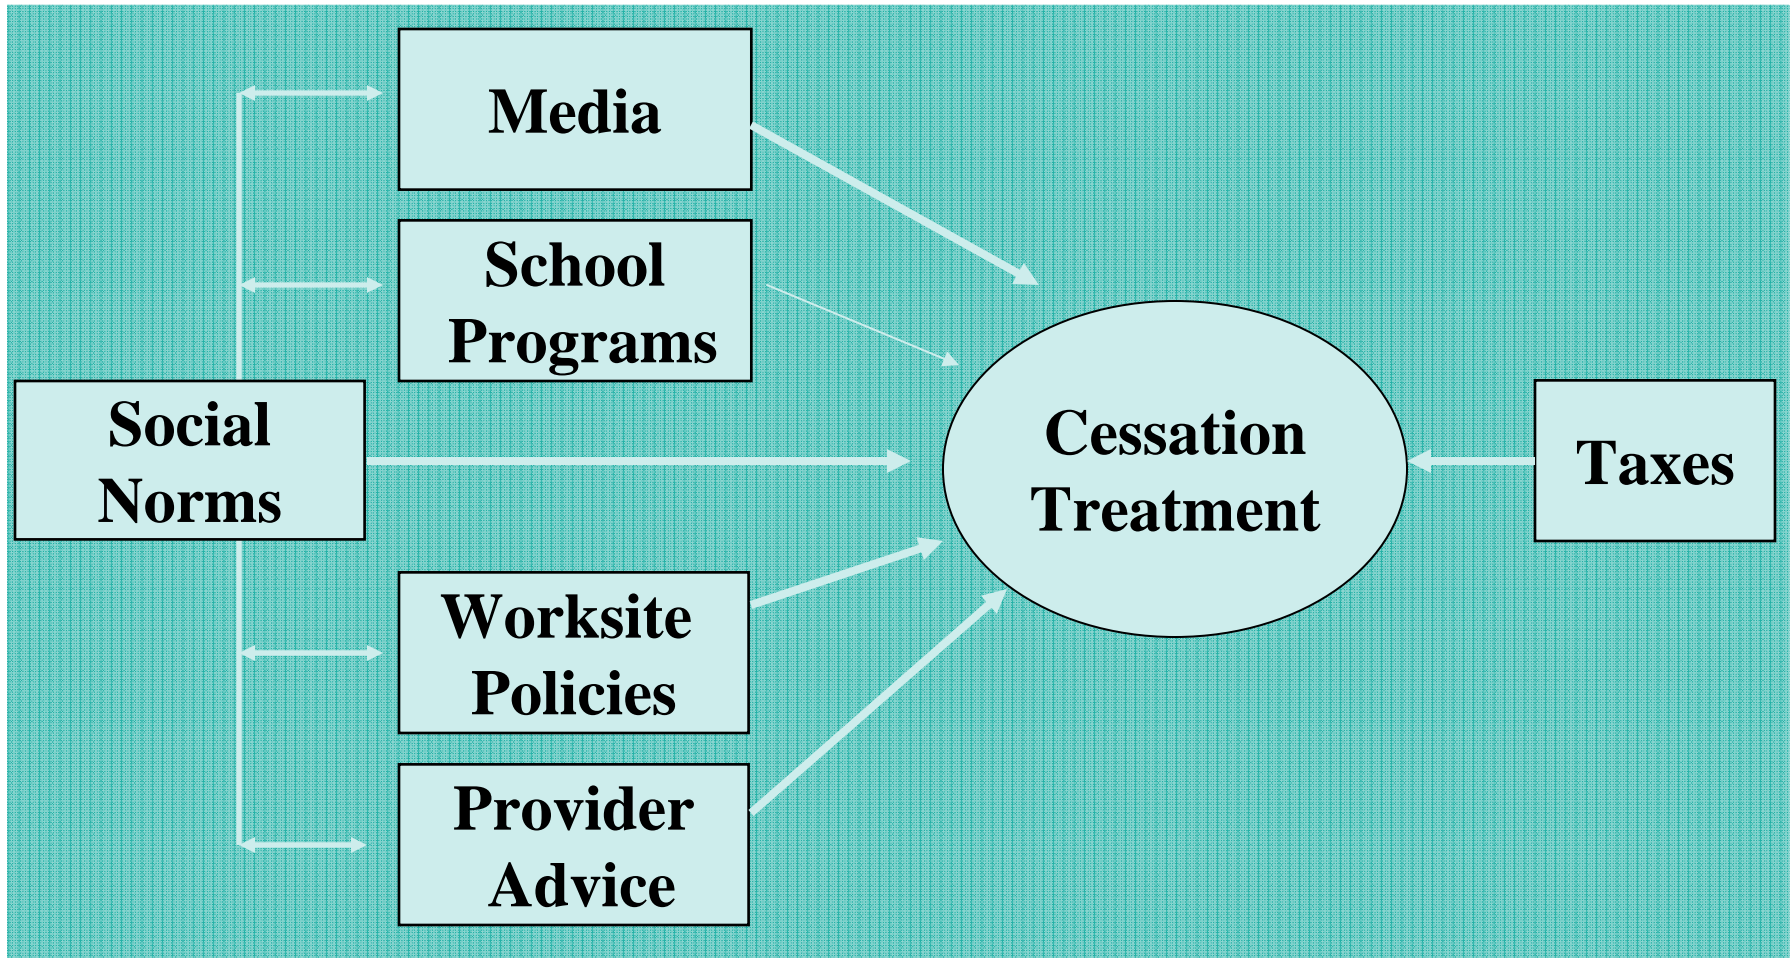 Media
School
Programs
Social
Norms
Cessation
Treatment
Taxes
Worksite
Policies
Provider
Advice